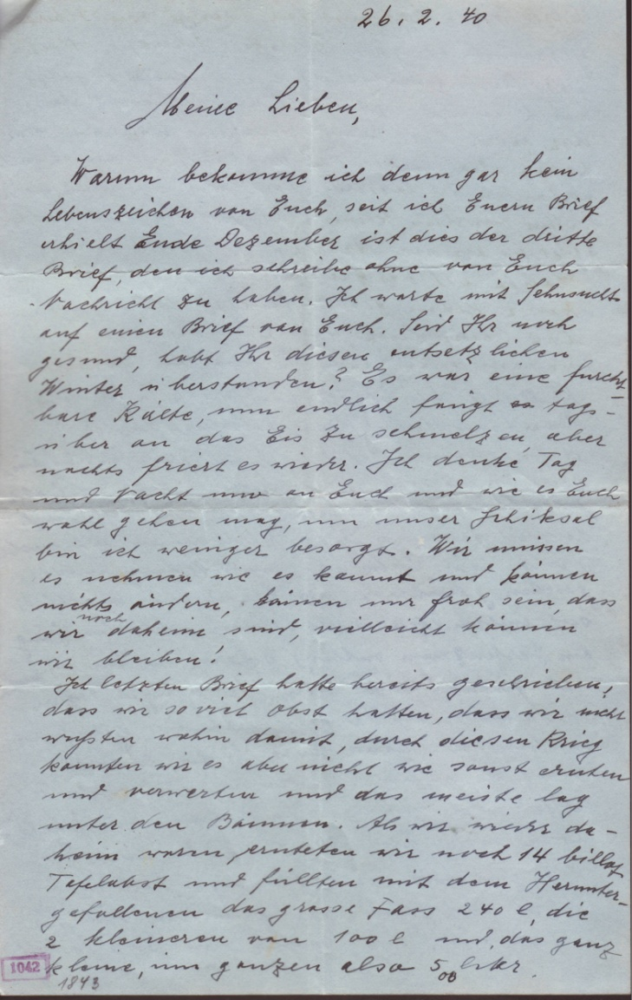 26. 2. 40
Meine Lieben,
Warum bekomme ich denn gar kein
Lebenszeichen von Euch, seit ich Euern Brief
erhielt Ende Dezember ist dies der dritte
Brief, den ich schreibe ohne von Euch
Nachricht zu haben. Ich warte mit Sehnsucht
auf einen Brief von Euch. Seid Ihr noch
gesund, habt Ihr diesen entsetzlichen
Winter überstanden? Es war eine furcht-
bare Kälte, nun endlich fängt es tags-
über an das Eis zu schmelzen, aber
nachts friert es wieder. Ich denke Tag
und Nacht nur an Euch und wie es Euch
wohl gehen mag, um unser Schiksal
bin ich weniger besorgt. Wir müssen
es nehmen wie es kommt und können
nichts ändern, können nur froh sein, dass
wir noch daheim sind, vielleicht können
wir bleiben!
Im letzten Brief hatte bereits geschrieben,
dass wir soviel Obst hatten, dass wir nicht
wussten wohin damit, durch diesen Krieg
konnten wir es aber nicht wie sonst ernten
und verwerten und das meiste lag
unter den Bäumen. Als wir wieder da-
heim waren, ernteten wir noch 14
Tafelobst und füllten mit dem Herunter-
gefallenen das grosse Fass 240 l, die
2 kleineren von 100 l und das ganz
kleine, im ganzen also 500 Liter.
1042
1843